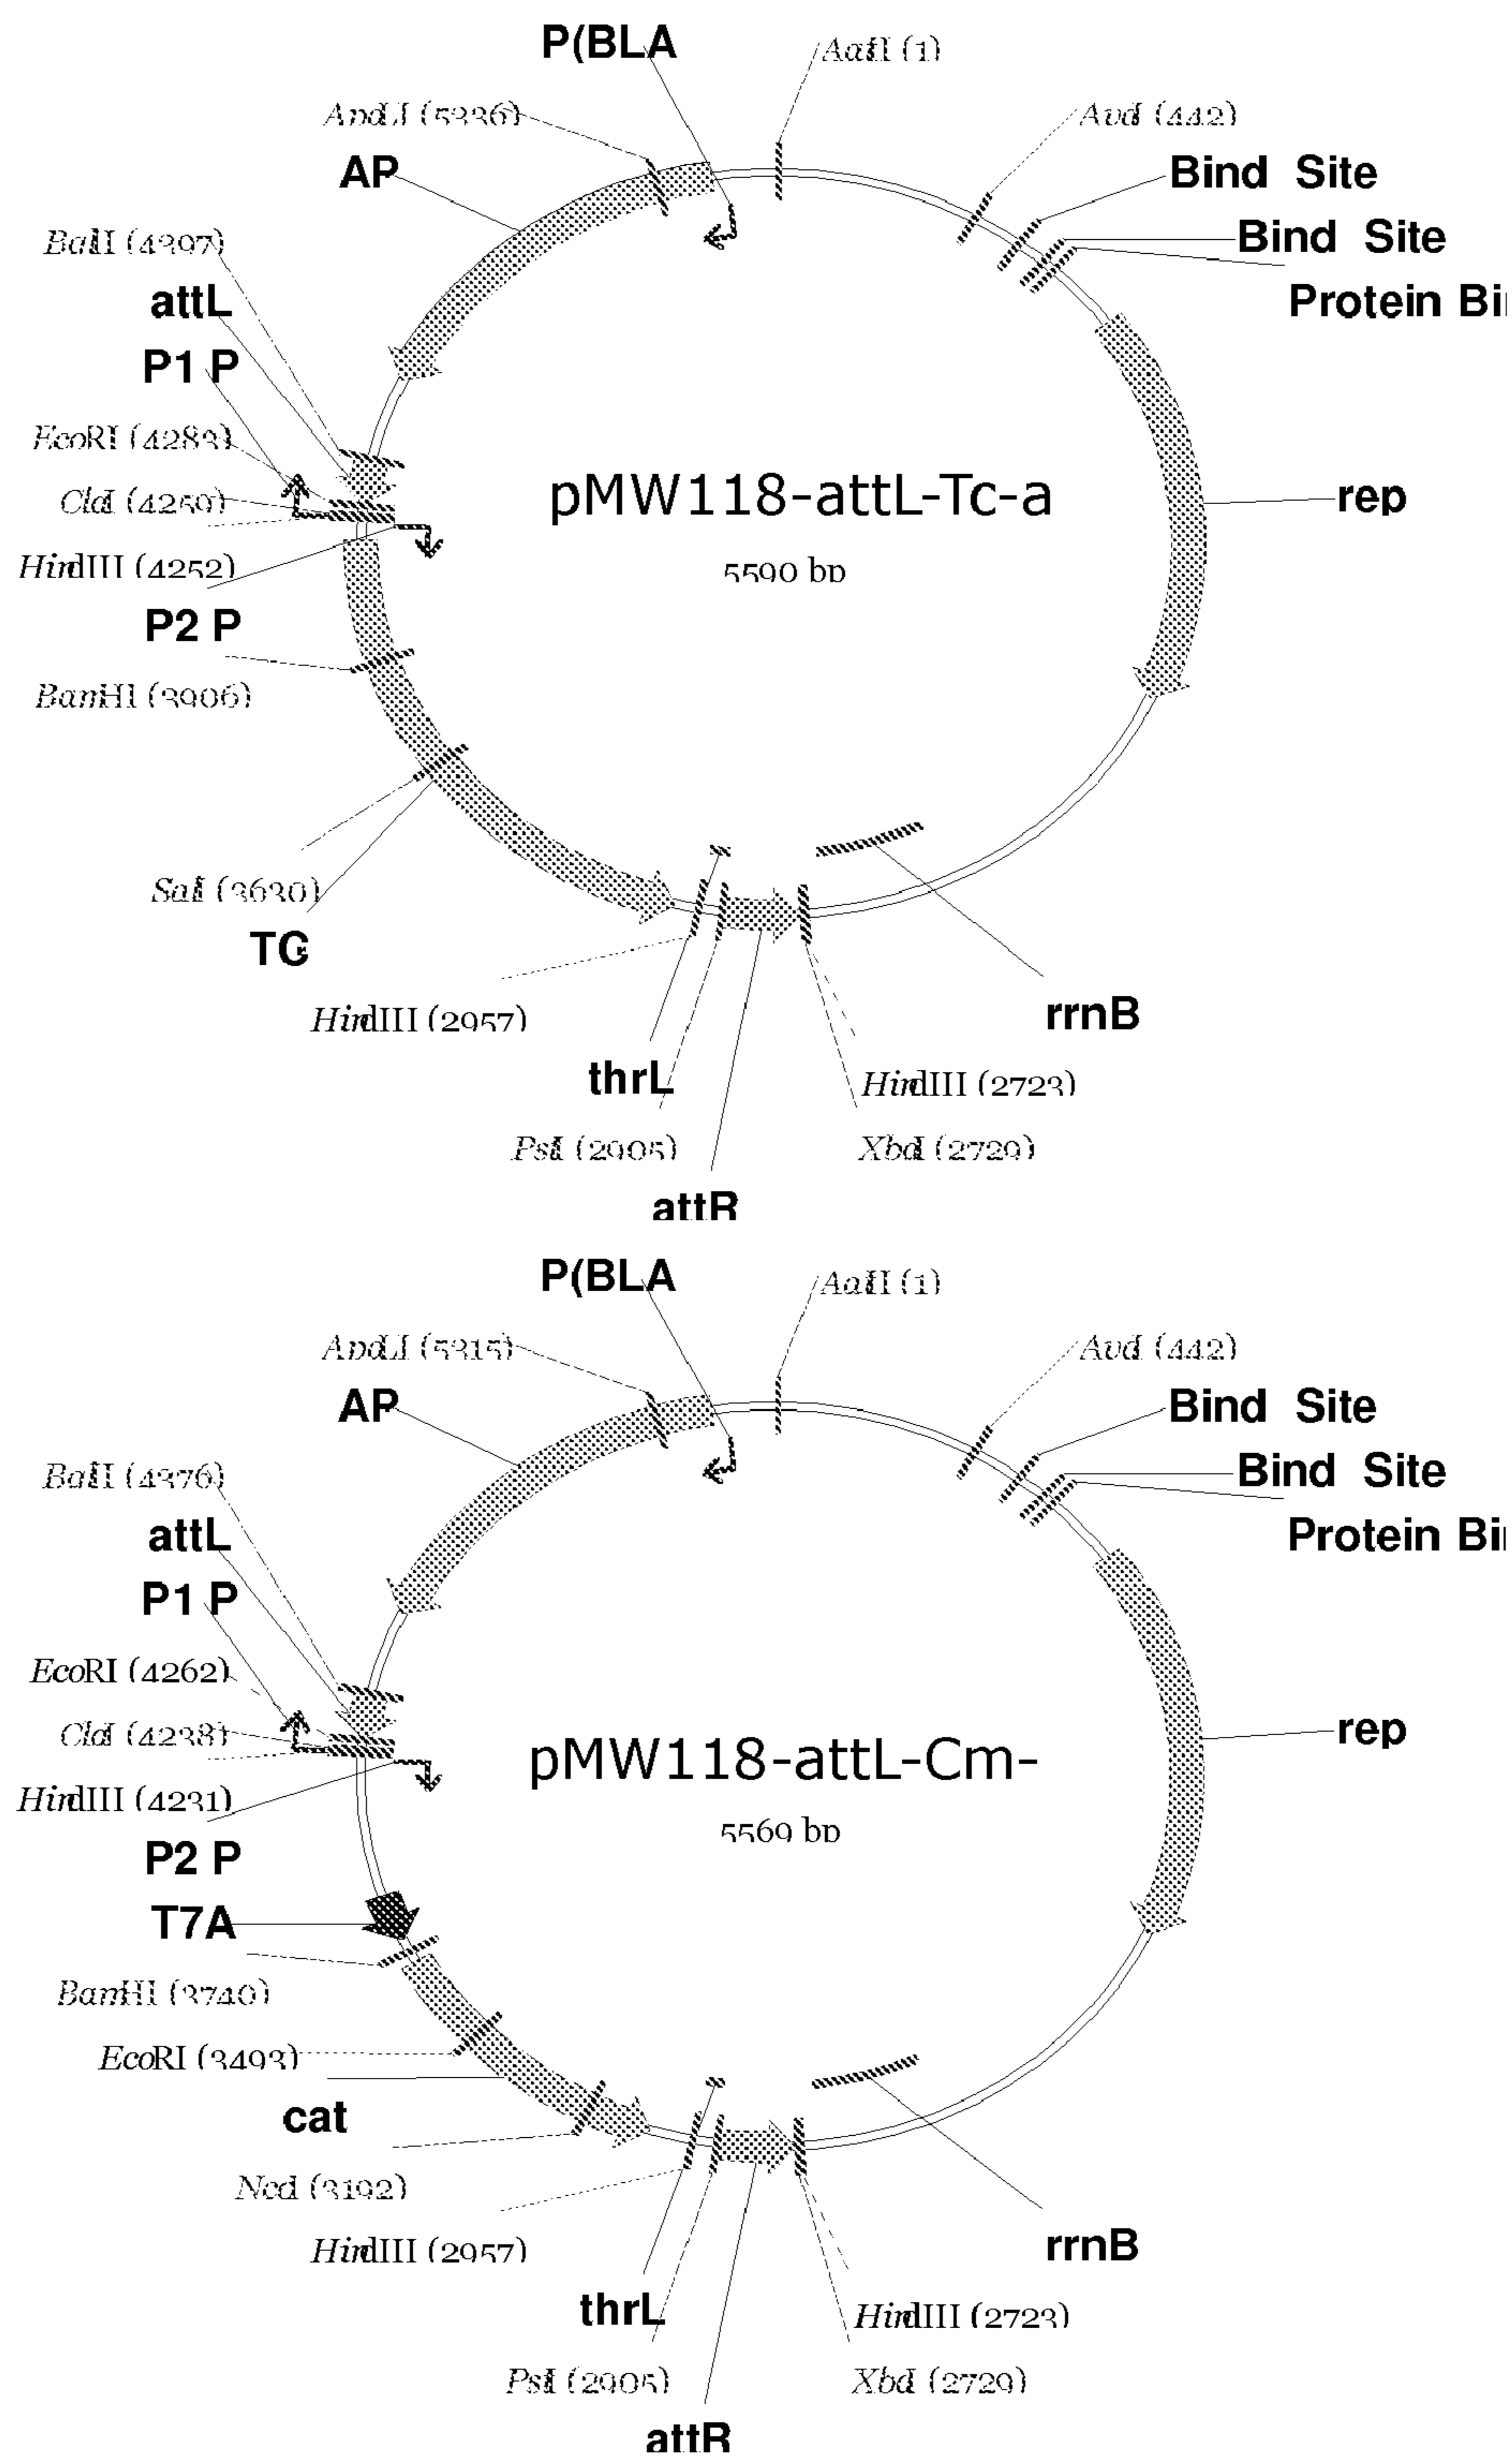 P(BLA
AatII (1)
ApaLI (5336)
AvaI (442)
AP
Bind Site
BglII (4397)
Bind Site
attL
Protein Bi
P1 P
EcoRI (4283)
pMW118-attL-Tc-a
rep
ClaI (4259)
HindIII (4252)
5590 bp
P2 P
BamHI (3906)
SalI (3630)
TG
HindIII (2957)
rrnB
thrL
HindIII (2723)
PstI (2905)
XbaI (2729)
attR
P(BLA
AatII (1)
ApaLI (5315)
AvaI (442)
AP
Bind Site
BglII (4376)
Bind Site
attL
Protein Bi
P1 P
EcoRI (4262)
ClaI (4238)
rep
pMW118-attL-Cm-
HindIII (4231)
5569 bp
P2 P
T7A
BamHI (3740)
EcoRI (3493)
cat
NcoI (3192)
HindIII (2957)
rrnB
thrL
HindIII (2723)
PstI (2905)
XbaI (2729)
attR